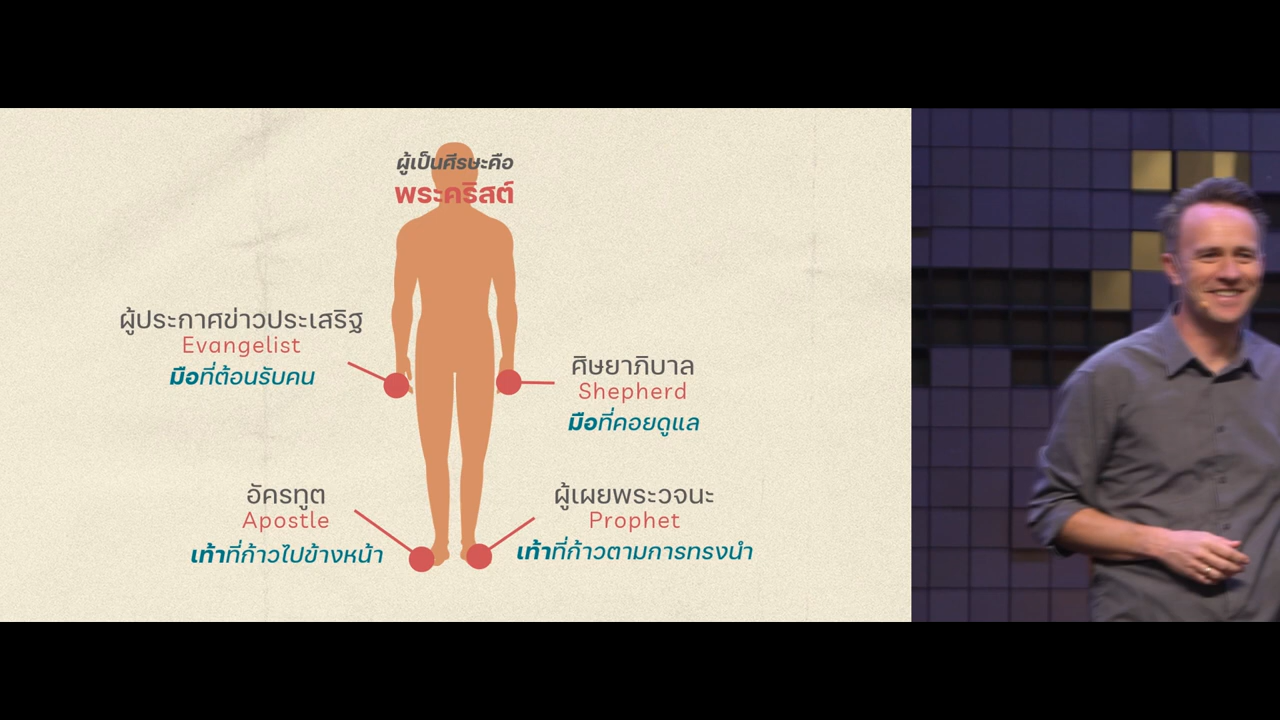 ผู้เป็นศีรษะคือ
พระคริสต์
ผู้ประกาศข่าวประเสริฐ
Evangelist
มือที่ต้อนรับคน
ศิษยาภิบาล
Shepherd
มือที่คอยดูแล
อัครทูต
Apostle
เท้าที่ก้าวไปข้างหน้า
ผู้เผยพระวจนะ
Prophet
เท้าที่ก้าวตามการทรงนำ